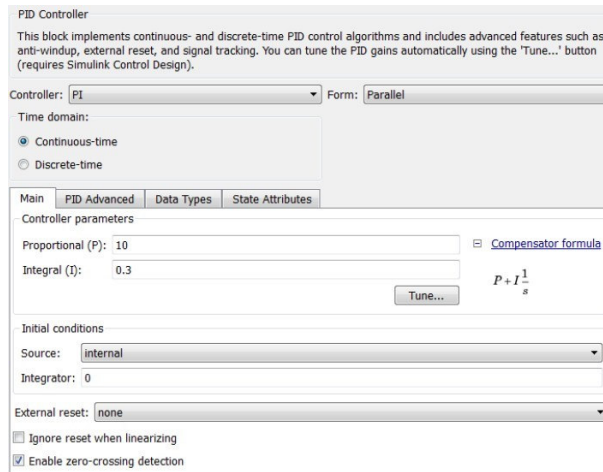 PID Controller
This block implements continuous- and discrete-time PID control algorithms and includes advanced features such as
anti-windup, external reset, and signal tracking. You can tune the PID gains automatically using the 'Tune...' button
(requires Simulink Control Design).
Controller: PI Form: Parallel
Time domain:
Continuous-time
Discrete-time
Main PID Advanced Data Types State Attributes
Controller parameters
Proportional (P): 10 Compensator formula
Integral (I): 0.3
P+I 1/s
Tune...
Initial conditions
Source: internal
Integrator: 0
External reset: none
Ignore reset when linearizing
Enable zero-crossing detection